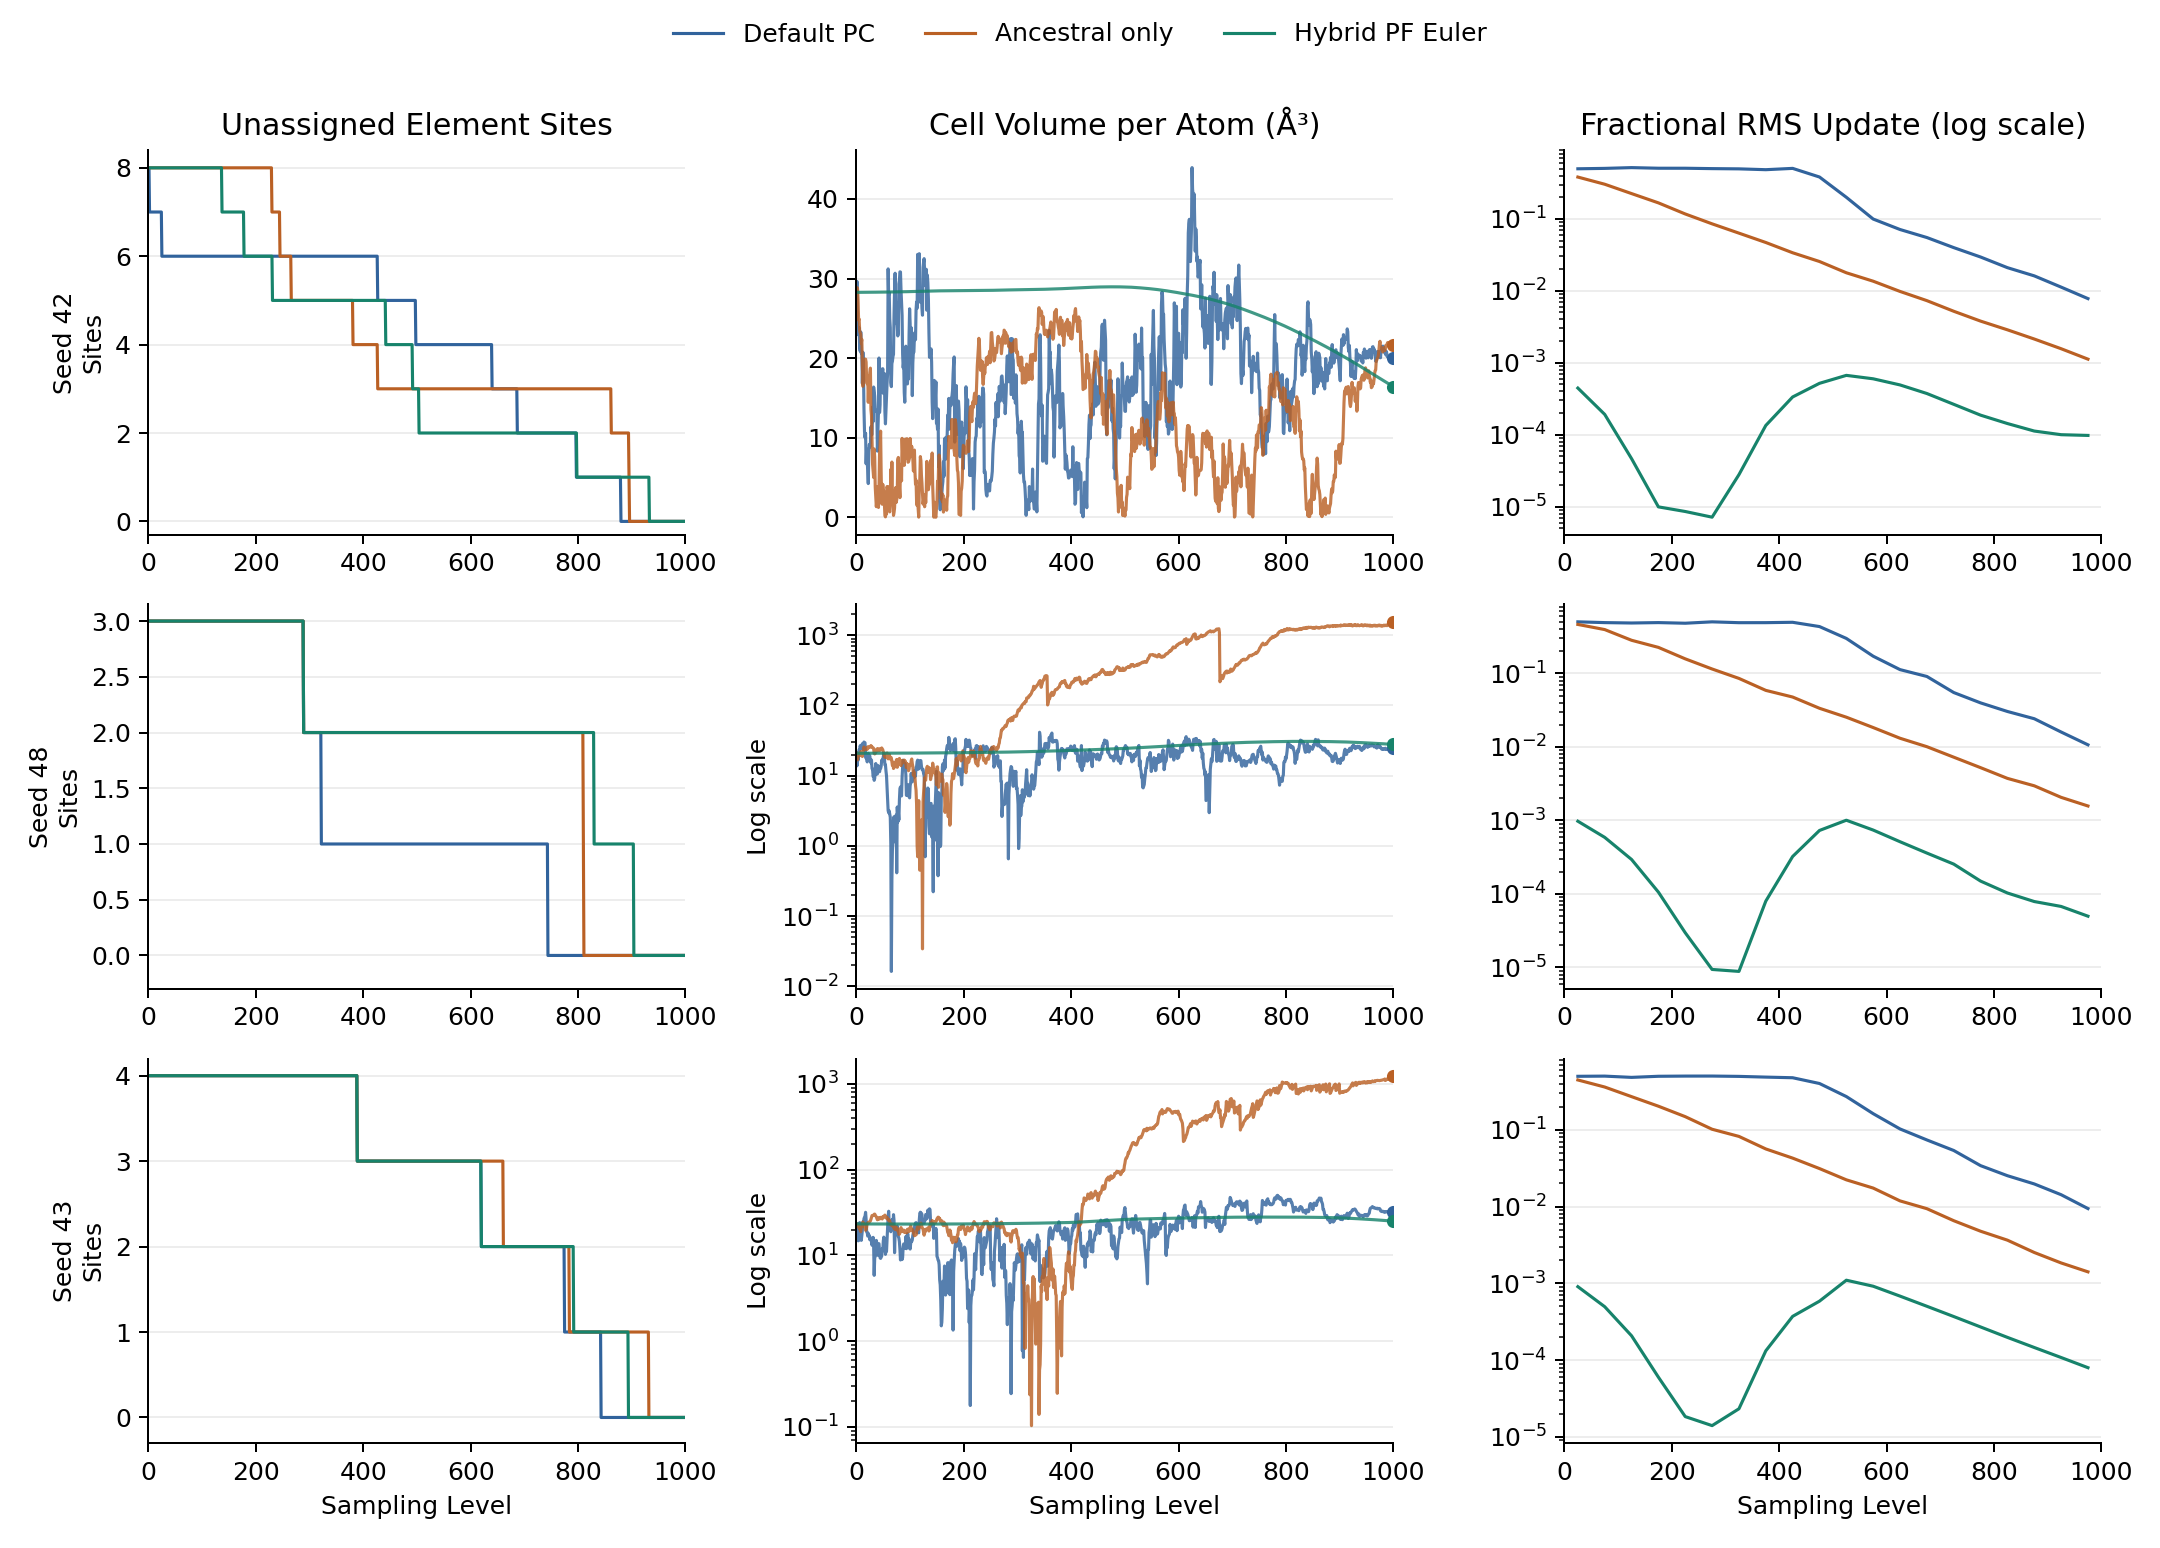 Default PC
Ancestral only
Hybrid PF Euler
Unassigned Element Sites
Cell Volume per Atom (Å³)
Fractional RMS Update (log scale)
Seed 42
Sites
8
6
4
2
0
0 200 400 600 800 1000
40
30
20
10
0
0 200 400 600 800 1000
10⁻¹
10⁻²
10⁻³
10⁻⁴
10⁻⁵
0 200 400 600 800 1000
Seed 48
Sites
3.0
2.5
2.0
1.5
1.0
0.5
0.0
0 200 400 600 800 1000
Log scale
10³
10²
10¹
10⁰
10⁻¹
10⁻²
0 200 400 600 800 1000
10⁻¹
10⁻²
10⁻³
10⁻⁴
10⁻⁵
0 200 400 600 800 1000
Seed 43
Sites
4
3
2
1
0
0 200 400 600 800 1000
Sampling Level
Log scale
10³
10²
10¹
10⁰
10⁻¹
0 200 400 600 800 1000
Sampling Level
10⁻¹
10⁻²
10⁻³
10⁻⁴
10⁻⁵
0 200 400 600 800 1000
Sampling Level